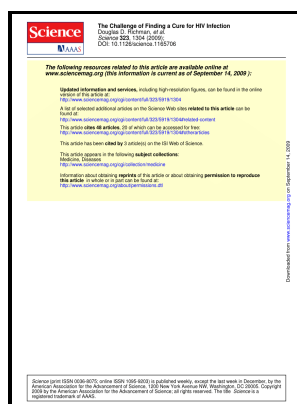 Science
AAAS
The Challenge of Finding a Cure for HIV Infection
Douglas D. Richman, et al.
Science 323, 1304 (2009);
DOI: 10.1126/science.1165706
The following resources related to this article are available online at
www.sciencemag.org (this information is current as of September 14, 2009 ):
Updated information and services, including high-resolution figures, can be found in the online
version of this article at:
http://www.sciencemag.org/cgi/content/full/323/5919/1304
A list of selected additional articles on the Science Web sites related to this article can be
found at:
http://www.sciencemag.org/cgi/content/full/323/5919/1304#related-content
This article cites 48 articles, 20 of which can be accessed for free:
http://www.sciencemag.org/cgi/content/full/323/5919/1304#otherarticles
This article has been cited by 3 article(s) on the ISI Web of Science.
This article appears in the following subject collections:
Medicine, Diseases
http://www.sciencemag.org/cgi/collection/medicine
Information about obtaining reprints of this article or about obtaining permission to reproduce
this article in whole or in part can be found at:
http://www.sciencemag.org/about/permissions.dtl
Downloaded from www.sciencemag.org on September 14, 2009
Science (print ISSN 0036-8075; online ISSN 1095-9203) is published weekly, except the last week in December, by the
American Association for the Advancement of Science, 1200 New York Avenue NW, Washington, DC 20005. Copyright
2009 by the American Association for the Advancement of Science; all rights reserved. The title Science is a
registered trademark of AAAS.